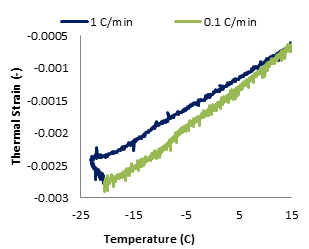 1 C/min 0.1 C/min
-0.0005
-0.001
-0.0015
-0.002
-0.0025
-0.003
-25 -15 -5 5 15
Thermal Strain (-)
Temperature (C)